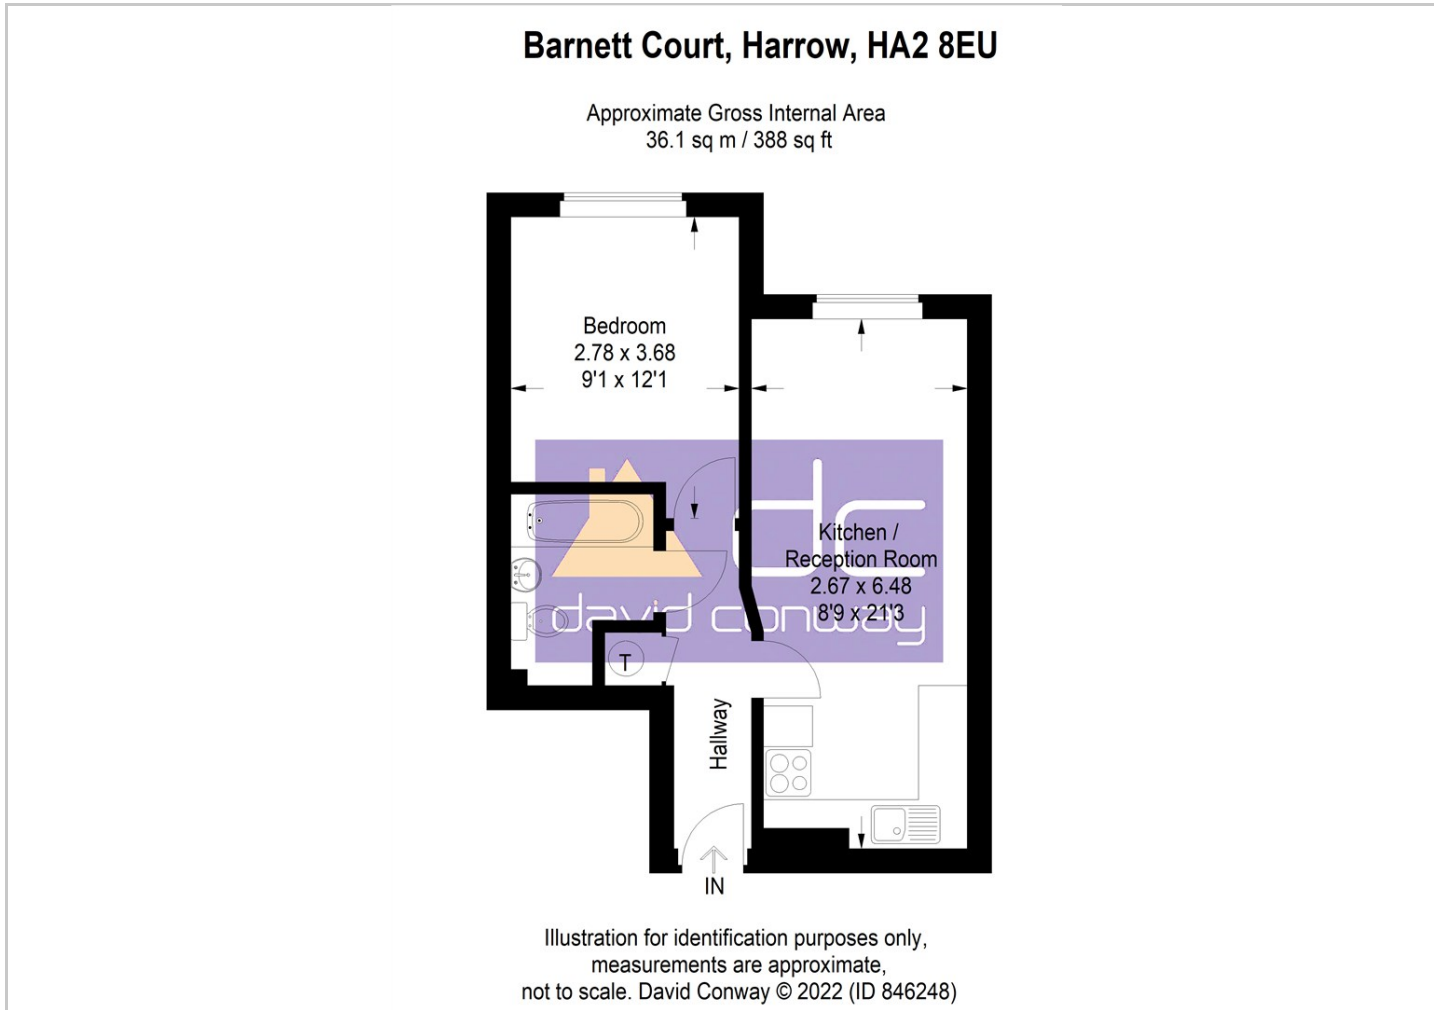 Barnett Court, Harrow, HA2 8EU
Approximate Gross Internal Area
36.1 sq m / 388 sq ft
Bedroom
2.78 x 3.68
9'1 x 12'1
dc
Kitchen /
Reception Room
2.67 x 6.48
8'9 x 21'3
david conway
T
Hallway
IN
Illustration for identification purposes only,
measurements are approximate,
not to scale. David Conway © 2022 (ID 846248)